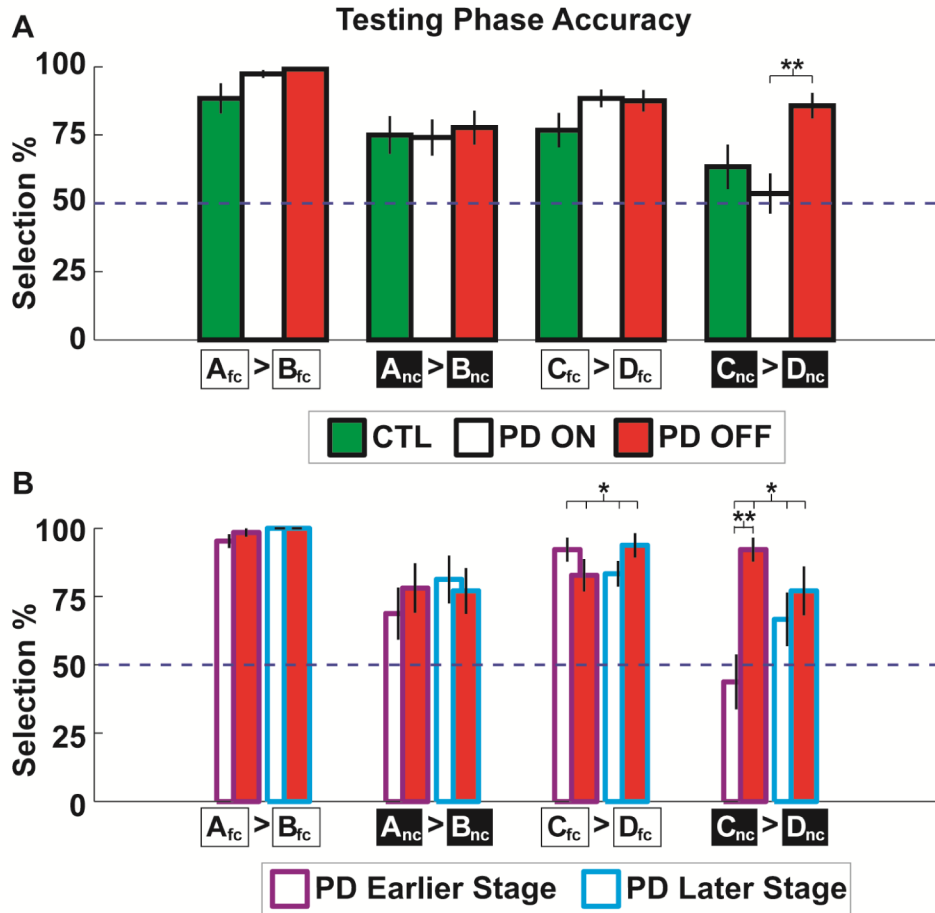 Testing Phase Accuracy
A
Selection %
100
75
50
25
0
**
Afc > Bfc
Anc > Bnc
Cfc > Dfc
Cnc > Dnc
CTL PD ON PD OFF
B
Selection %
100
75
50
25
0
*
*
**
Afc > Bfc
Anc > Bnc
Cfc > Dfc
Cnc > Dnc
PD Earlier Stage PD Later Stage